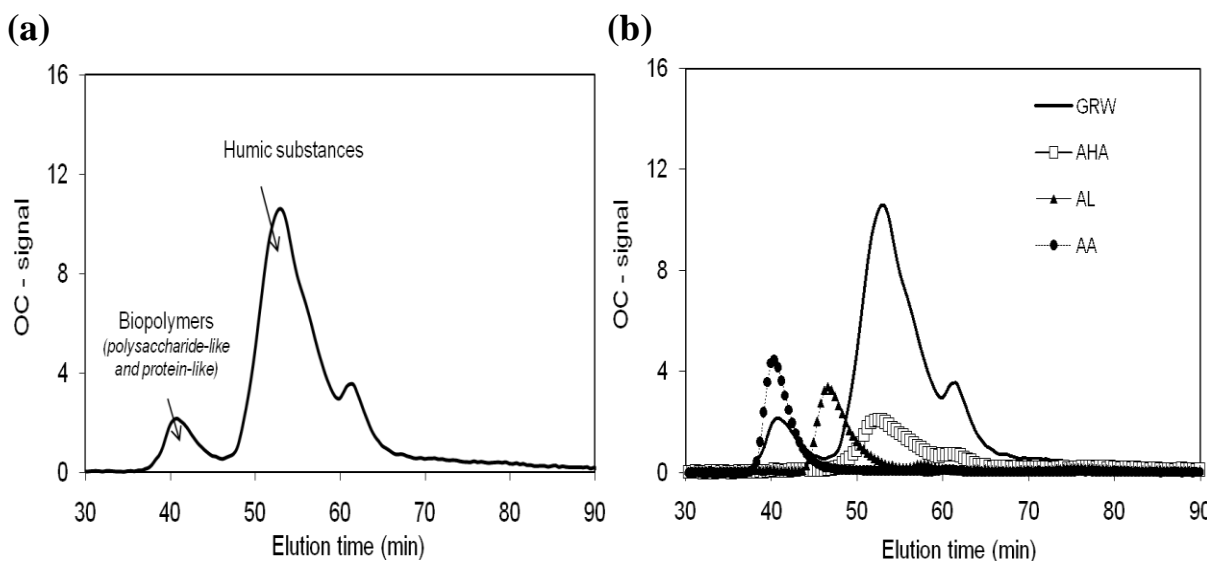 (a)
16
12
8
4
0
OC - signal
Humic substances
Biopolymers
(polysaccharide-like
and protein-like)
30 40 50 60 70 80 90
Elution time (min)
(b)
16
12
8
4
0
OC - signal
GRW
AHA
AL
AA
30 40 50 60 70 80 90
Elution time (min)